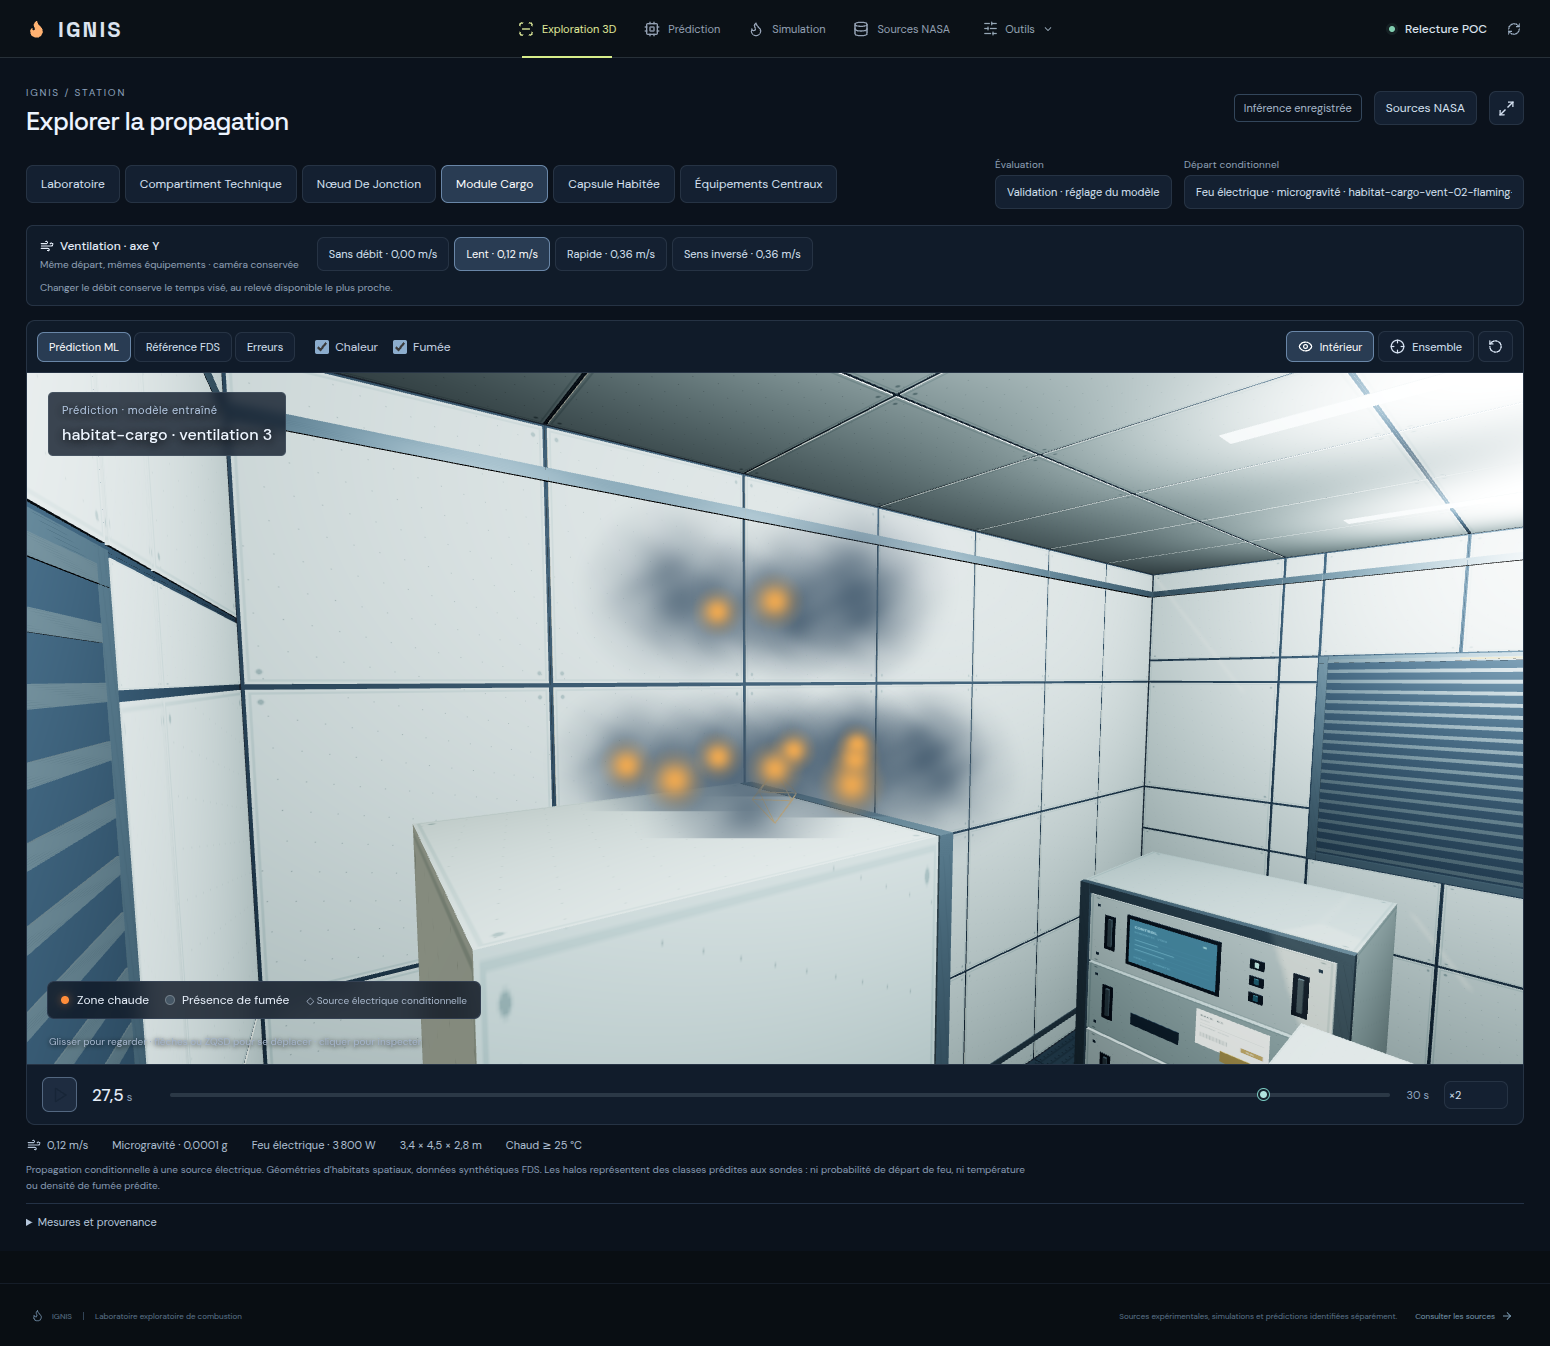 IGNIS
Exploration 3D
Prédiction
Simulation
Sources NASA
Outils
Relecture POC
IGNIS / STATION
Explorer la propagation
Inférence enregistrée
Sources NASA
Laboratoire
Compartiment Technique
Nœud De Jonction
Module Cargo
Capsule Habitée
Équipements Centraux
Évaluation
Validation · réglage du modèle
Départ conditionnel
Feu électrique · microgravité · habitat-cargo-vent-02-flaming
Ventilation · axe Y
Même départ, mêmes équipements · caméra conservée
Sans débit · 0,00 m/s
Lent · 0,12 m/s
Rapide · 0,36 m/s
Sens inversé · 0,36 m/s
Changer le débit conserve le temps visé, au relevé disponible le plus proche.
Prédiction ML
Référence FDS
Erreurs
Chaleur
Fumée
Intérieur
Ensemble
Prédiction · modèle entraîné
habitat-cargo · ventilation 3
Zone chaude
Présence de fumée
◇ Source électrique conditionnelle
Glisser pour regarder
27,5 s
30 s
×2
0,12 m/s
Microgravité · 0,0001 g
Feu électrique · 3 800 W
3,4 × 4,5 × 2,8 m
Chaud ≥ 25 °C
Propagation conditionnelle à une source électrique. Géométries d'habitats spatiaux, données synthétiques FDS. Les halos représentent des classes prédites aux sondes : ni probabilité de départ de feu, ni température
ou densité de fumée prédite.
Mesures et provenance
IGNIS
Laboratoire exploratoire de combustion
Sources expérimentales, simulations et prédictions identifiées séparément.
Consulter les sources